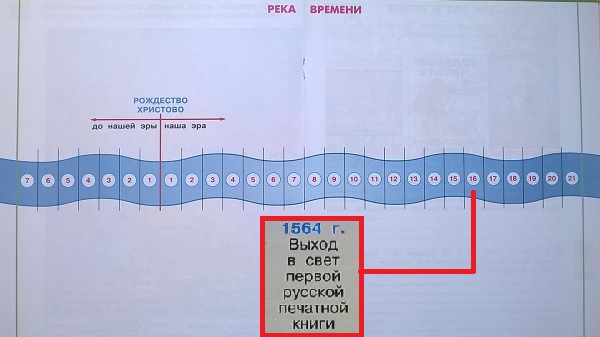 РЕКА ВРЕМЕНИ
РОЖДЕСТВО
ХРИСТОВО
до нашей эры наша эра
7 6 5 4 3 2 1 1 2 3 4 5 6 7 8 9 10 11 12 13 14 15 16 17 18 19 20 21
1564 г.
Выход
в свет
первой
русской
печатной
книги